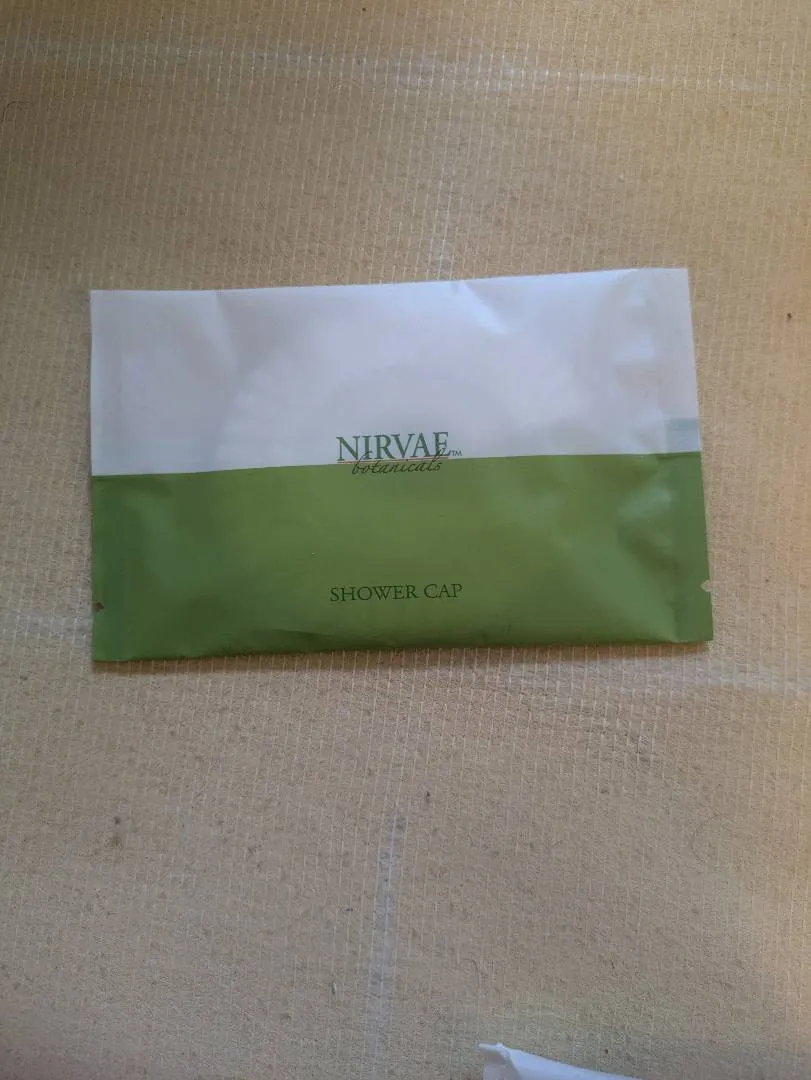 NIRVAE™
botanicals
SHOWER CAP